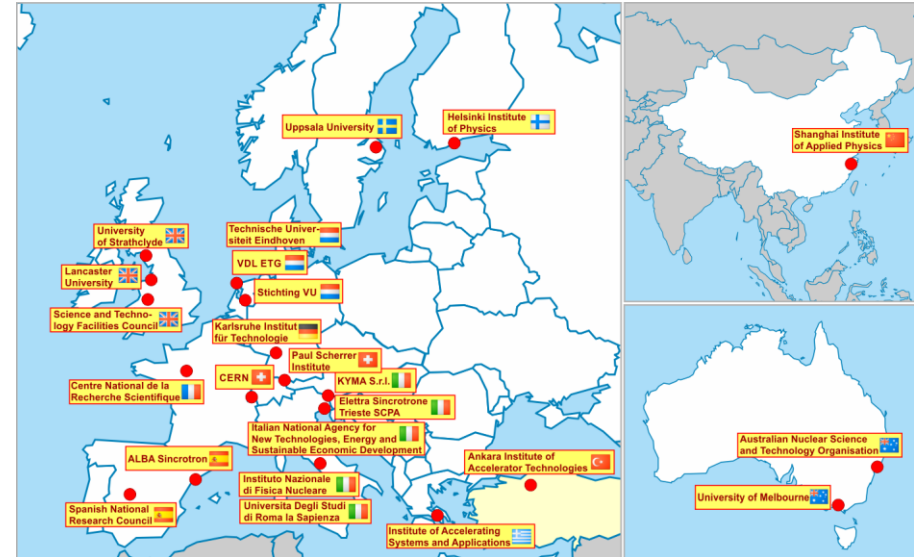 Uppsala University
Helsinki Institute
of Physics
Shanghai Institute
of Applied Physics
University
of Strathclyde
Technische Univer-
siteit Eindhoven
VDL ETG
Lancaster
University
Stichting VU
Science and Techno-
logy Facilities Council
Karlsruhe Institut
für Technologie
Paul Scherrer
Institute
CERN
KYMA S.r.l.
Centre National de la
Recherche Scientifique
Elettra Sincrotrone
Trieste SCPA
Italian National Agency for
New Technologies, Energy and
Sustainable Economic Development
ALBA Sincrotron
Ankara Institute of
Accelerator Technologies
Instituto Nazionale
di Fisica Nucleare
Spanish National
Research Council
Universita Degli Studi
di Roma la Sapienza
Institute of Accelerating
Systems and Applications
Australian Nuclear Science
and Technology Organisation
University of Melbourne